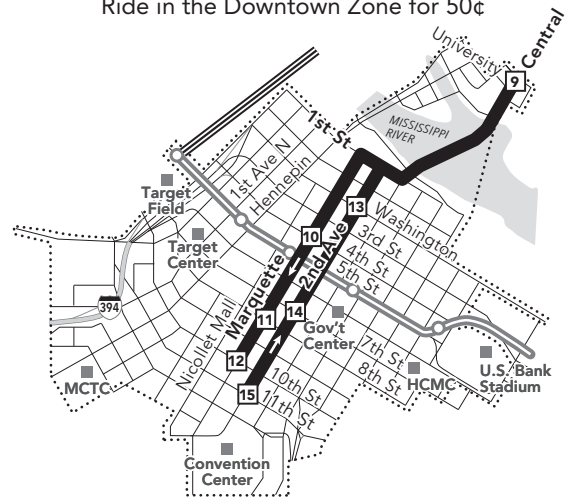 Ride in the Downtown Zone for 50¢
Central
University
9
MISSISSIPPI
RIVER
1st St
1st Ave N
Hennepin
Target
Field
13
Washington
Target
Center
10
3rd St
4th St
5th St
2nd Ave
Marquette
394
Nicollet Mall
11
14
Gov't
Center
7th St
8th St
12
15
10th St
11th St
MCTC
HCMC
U.S. Bank
Stadium
Convention
Center